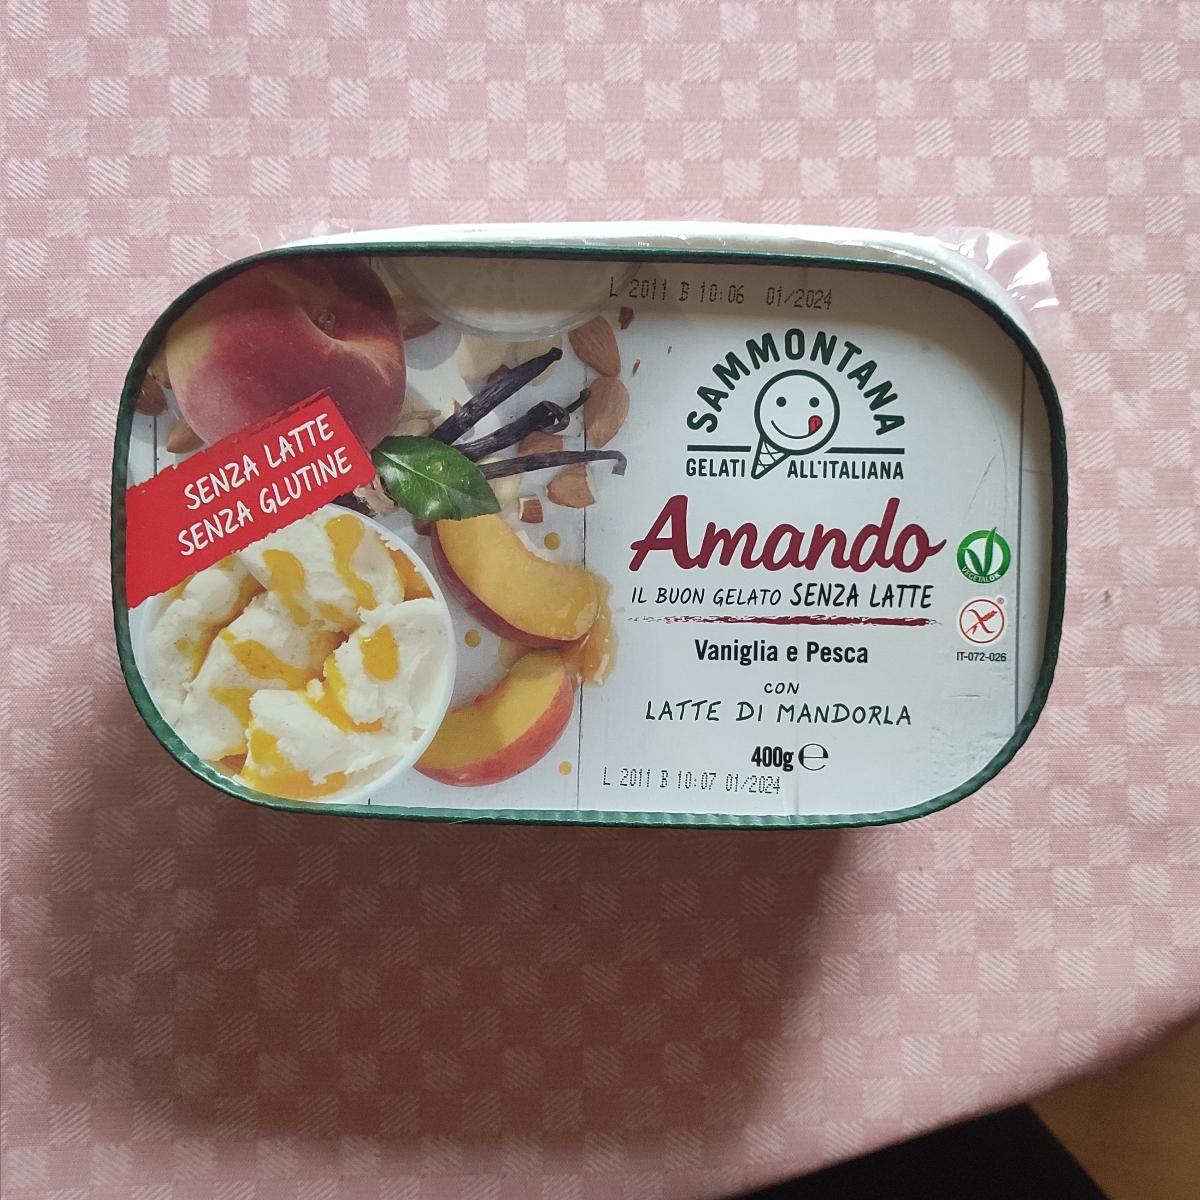 L 2011 B 10:06 01/2024
SAMMONTANA
GELATI ALL'ITALIANA
SENZA LATTE
SENZA GLUTINE
Amando
IL BUON GELATO SENZA LATTE
VEGETALOK
Vaniglia e Pesca
IT-072-026
CON
LATTE DI MANDORLA
400g ℮
L 2011 B 10:07 01/2024